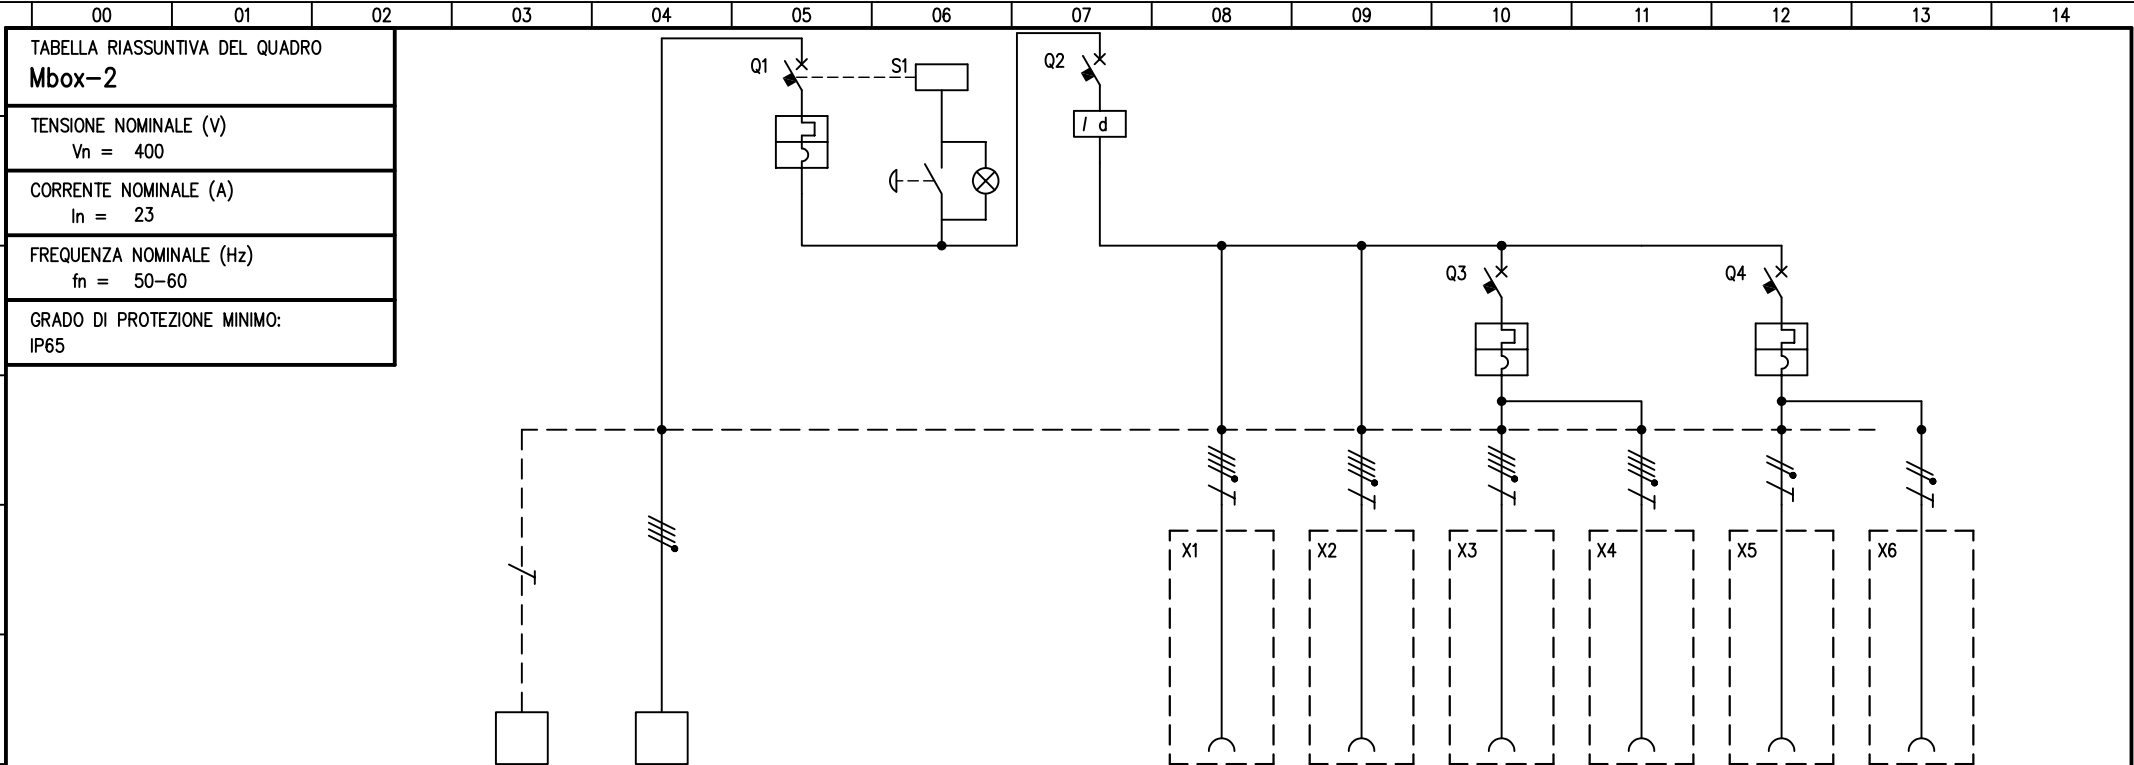 00 01 02 03 04 05 06 07 08 09 10 11 12 13 14
TABELLA RIASSUNTIVA DEL QUADRO
Mbox-2
TENSIONE NOMINALE (V)
Vn = 400
CORRENTE NOMINALE (A)
In = 23
FREQUENZA NOMINALE (Hz)
fn = 50-60
GRADO DI PROTEZIONE MINIMO:
IP65
Q1 S1 Q2
I d
Q3 Q4
X1 X2 X3 X4 X5 X6